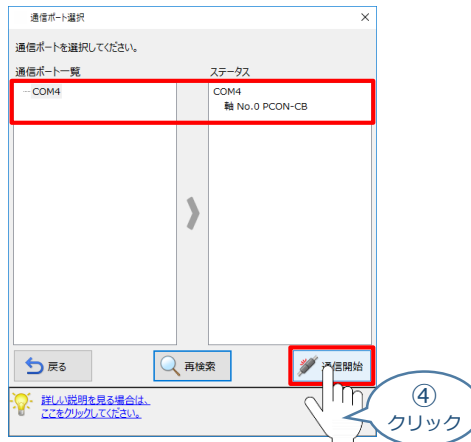 通信ポート選択
×
通信ポートを選択してください。
通信ポート一覧
ステータス
COM4
COM4
軸 No.0 PCON-CB
戻る
再検索
通信開始
詳しい説明を見る場合は、
ここをクリックしてください。
④
クリック